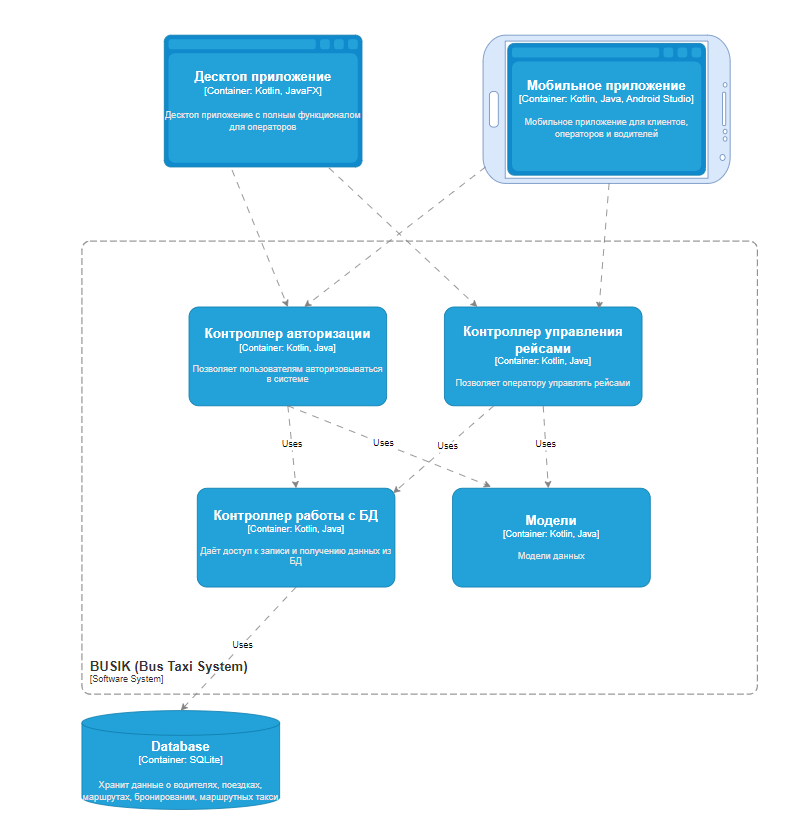 Десктоп приложение
[Container: Kotlin, JavaFX]
Десктоп приложение с полным функционалом
для операторов
Мобильное приложение
[Container: Kotlin, Java, Android Studio]
Мобильное приложение для клиентов,
операторов и водителей
Контроллер авторизации
[Container: Kotlin, Java]
Позволяет пользователям авторизовываться
в системе
Контроллер управления
рейсами
[Container: Kotlin, Java]
Позволяет оператору управлять рейсами
Uses
Uses
Uses
Uses
Контроллер работы с БД
[Container: Kotlin, Java]
Даёт доступ к записи и получению данных из
БД
Модели
[Container: Kotlin, Java]
Модели данных
Uses
BUSIK (Bus Taxi System)
[Software System]
Database
[Container: SQLite]
Хранит данные о водителях, поездках,
маршрутах, бронировании, маршрутных такси